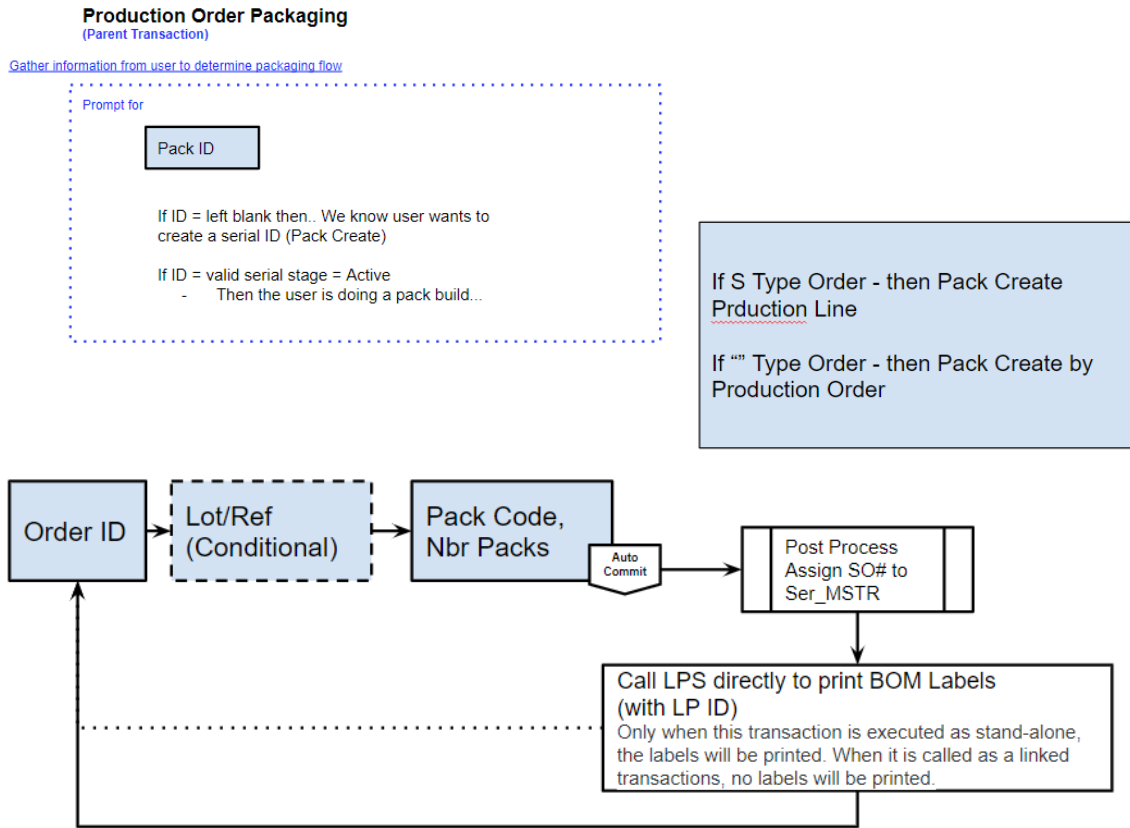 Production Order Packaging
(Parent Transaction)
Gather information from user to determine packaging flow
Prompt for
Pack ID
If ID = left blank then.. We know user wants to
create a serial ID (Pack Create)
If ID = valid serial stage = Active
- Then the user is doing a pack build...
If S Type Order - then Pack Create
Prduction Line
If “” Type Order - then Pack Create by
Production Order
Order ID
Lot/Ref
(Conditional)
Pack Code,
Nbr Packs
Auto
Commit
Post Process
Assign SO# to
Ser_MSTR
Call LPS directly to print BOM Labels
(with LP ID)
Only when this transaction is executed as stand-alone,
the labels will be printed. When it is called as a linked
transactions, no labels will be printed.